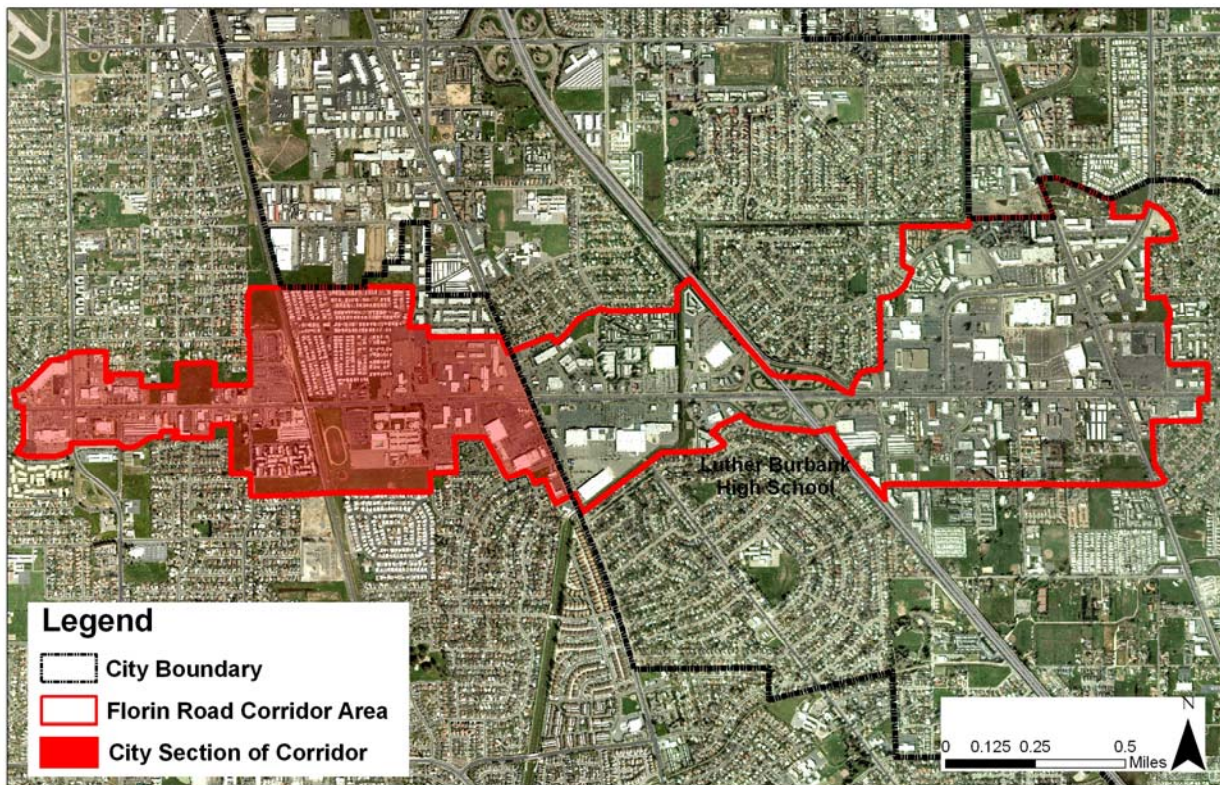 Luther Burbank
High School
Legend
City Boundary
Florin Road Corridor Area
City Section of Corridor
N
0 0.125 0.25 0.5
Miles